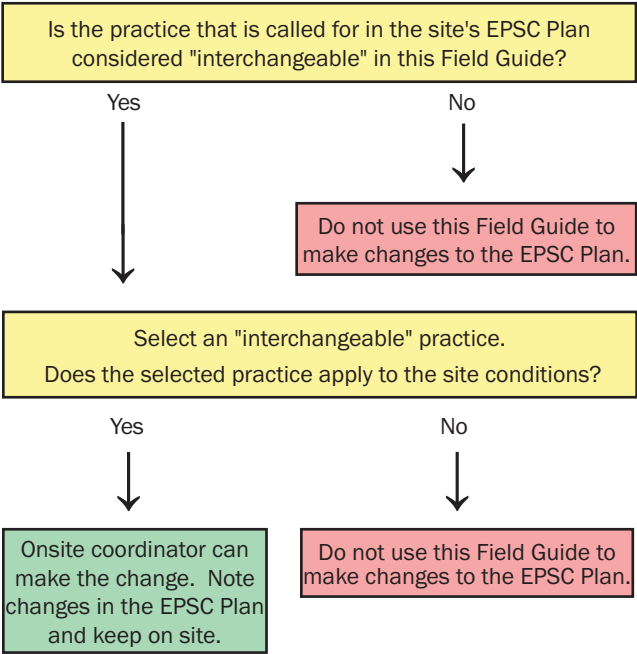 Is the practice that is called for in the site's EPSC Plan
considered "interchangeable" in this Field Guide?
Yes
No
Do not use this Field Guide to
make changes to the EPSC Plan.
Select an "interchangeable" practice.
Does the selected practice apply to the site conditions?
Yes
No
Onsite coordinator can
make the change.  Note
changes in the EPSC Plan
and keep on site.
Do not use this Field Guide to
make changes to the EPSC Plan.